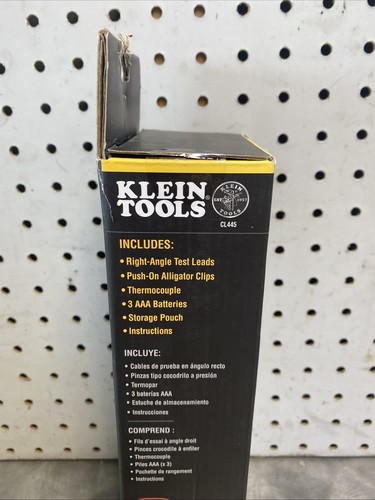 KLEIN
TOOLS®
KLEIN
EST. 1857
TOOLS
CL445
INCLUDES:
• Right-Angle Test Leads
• Push-On Alligator Clips
• Thermocouple
• 3 AAA Batteries
• Storage Pouch
• Instructions
INCLUYE:
• Cables de prueba en ángulo recto
• Pinzas tipo cocodrilo a presión
• Termopar
• 3 baterías AAA
• Estuche de almacenamiento
• Instrucciones
COMPREND :
• Fils d'essai à angle droit
• Pinces crocodile à enfiler
• Thermocouple
• Piles AAA (x 3)
• Pochette de rangement
• Instructions